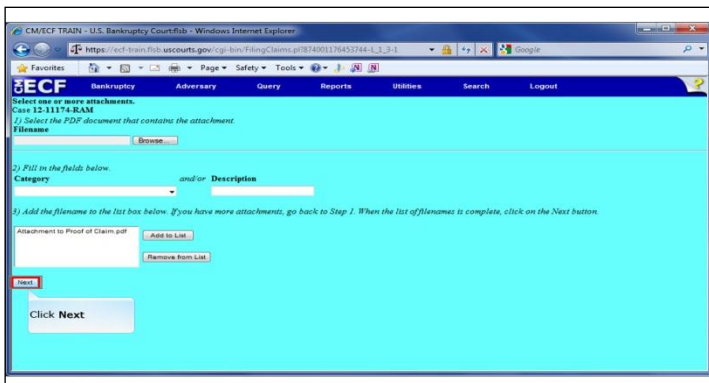 CM/ECF TRAIN - U.S. Bankruptcy Court:flsb - Windows Internet Explorer
https://ecf-train.flsb.uscourts.gov/cgi-bin/FilingClaims.pl?874001176453744-L_1_3-1
Google
Favorites Page Safety Tools
ECF Bankruptcy Adversary Query Reports Utilities Search Logout ?
Select one or more attachments.
Case 12-11174-RAM
1) Select the PDF document that contains the attachment.
Filename
Browse...
2) Fill in the fields below.
Category and/or Description
3) Add the filename to the list box below. If you have more attachments, go back to Step 1. When the list of filenames is complete, click on the Next button.
Attachment to Proof of Claim.pdf Add to List
Remove from List
Next
Click Next